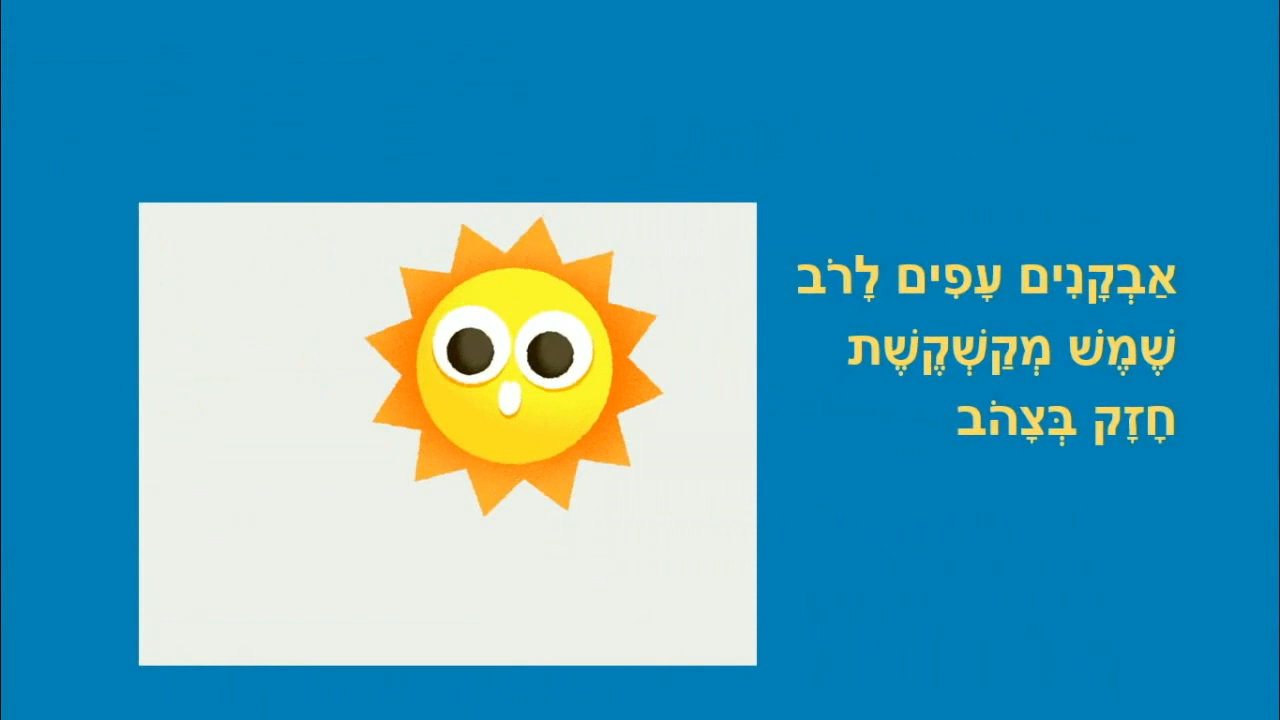 אַבְקָנִים עָפִים לָרֹב
שֶׁמֶשׁ מְקַשְׁקֶשֶׁת
חָזָק בְּצָהֹב